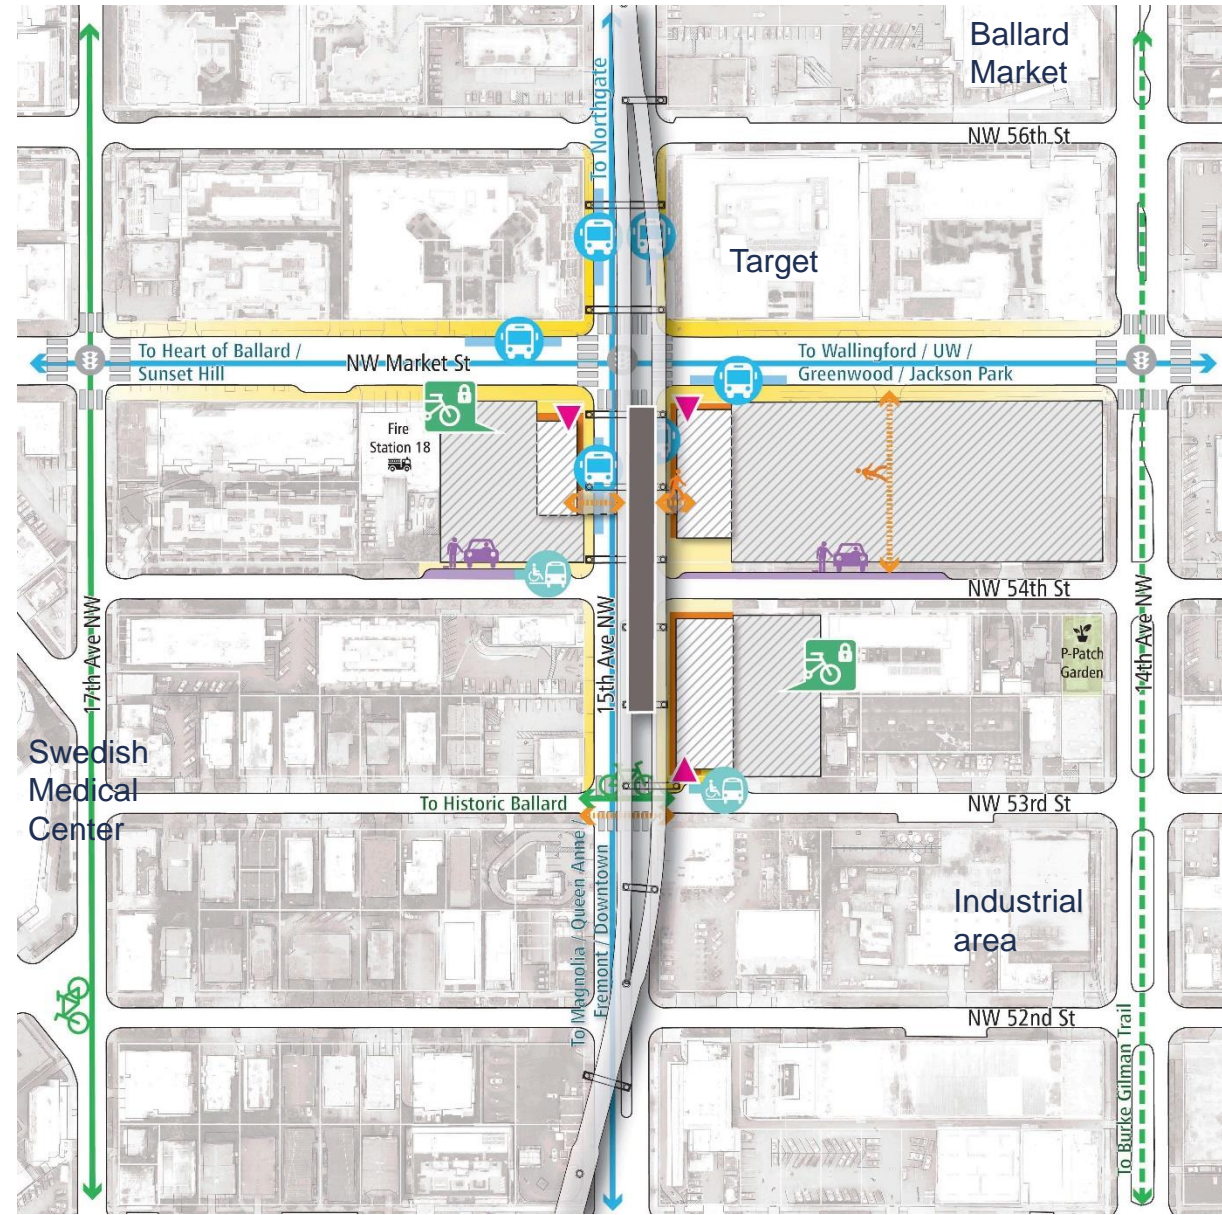 Ballard
Market
To Northgate
NW 56th St
Target
To Heart of Ballard /
Sunset Hill
NW Market St
To Wallingford / UW /
Greenwood / Jackson Park
Fire
Station 18
NW 54th St
17th Ave NW
15th Ave NW
14th Ave NW
P-Patch
Garden
Swedish
Medical
Center
To Historic Ballard
NW 53rd St
To Magnolia / Queen Anne /
Fremont / Downtown
Industrial
area
NW 52nd St
To Burke Gilman Trail